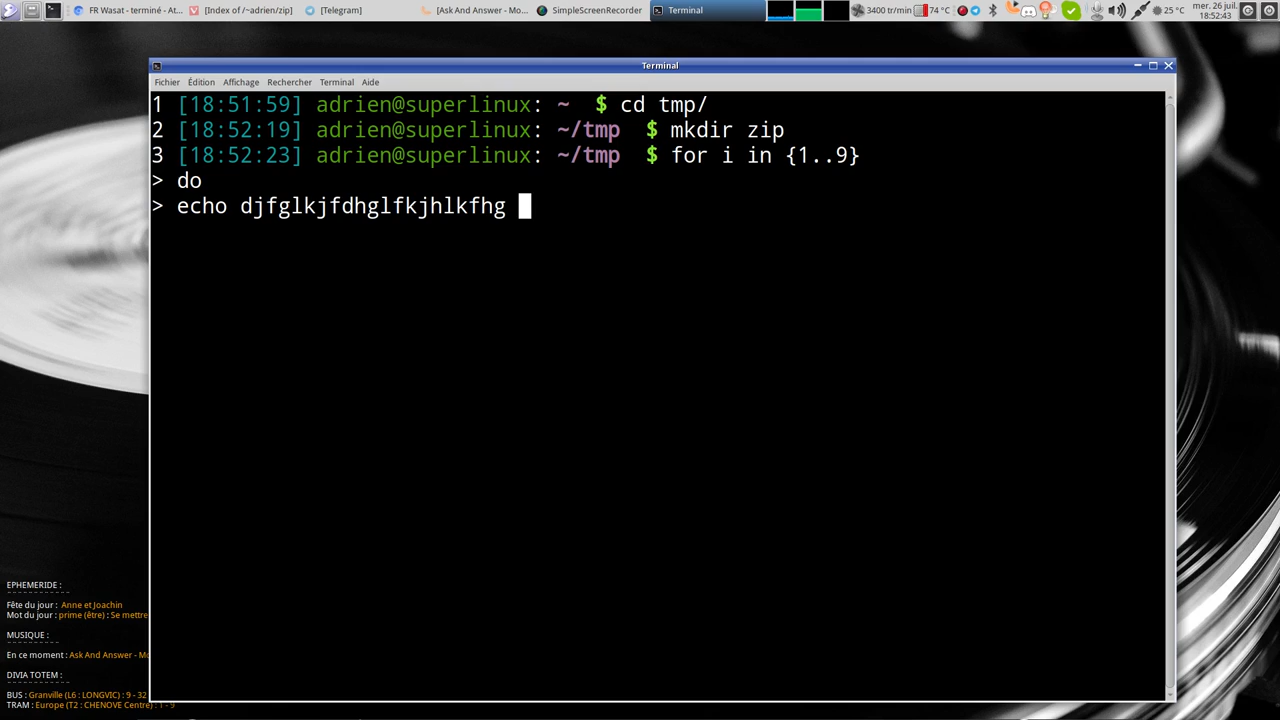 FR Wasat - terminé - At...
[Index of /~adrien/zip]
[Telegram]
[Ask And Answer - Mo...
SimpleScreenRecorder
Terminal
3400 tr/min
74 °C
25 °C
mer. 26 juil.
18:52:43
Terminal
Fichier Édition Affichage Rechercher Terminal Aide
1 [18:51:59] adrien@superlinux: ~ $ cd tmp/
2 [18:52:19] adrien@superlinux: ~/tmp $ mkdir zip
3 [18:52:23] adrien@superlinux: ~/tmp $ for i in {1..9}
> do
> echo djfglkjfdhglfkjhlkfhg
EPHEMERIDE :
Fête du jour : Anne et Joachin
Mot du jour : prime (être) : Se mettre
MUSIQUE :
En ce moment : Ask And Answer - Mo
DIVIA TOTEM :
BUS : Granville (L6 : LONGVIC) : 9 - 32
TRAM : Europe (T2 : CHENOVE Centre) : 1 - 9